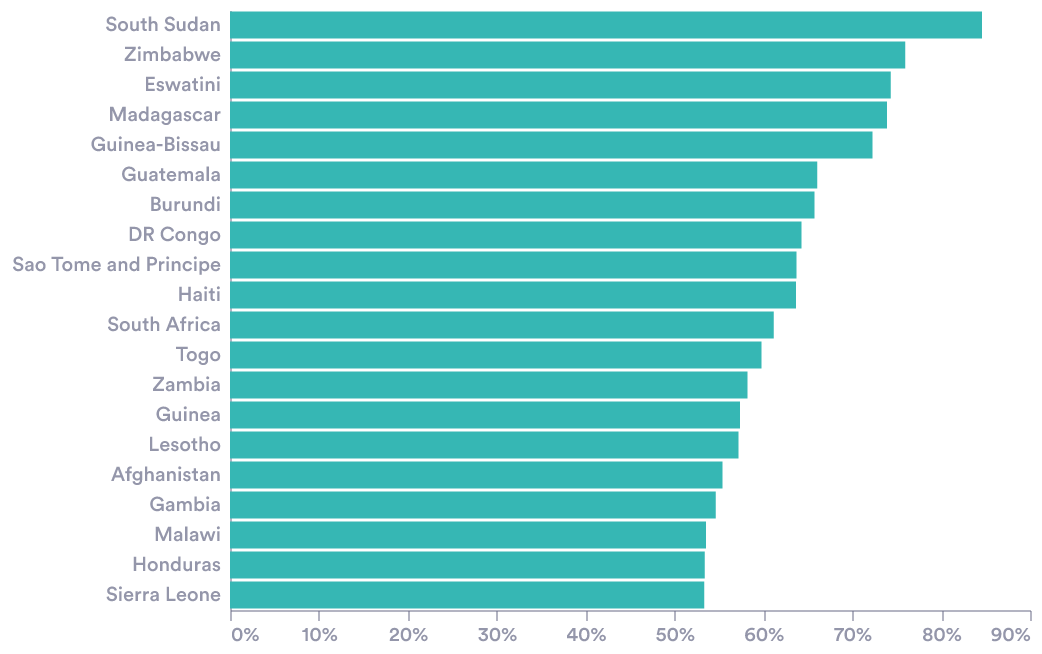 South Sudan
Zimbabwe
Eswatini
Madagascar
Guinea-Bissau
Guatemala
Burundi
DR Congo
Sao Tome and Principe
Haiti
South Africa
Togo
Zambia
Guinea
Lesotho
Afghanistan
Gambia
Malawi
Honduras
Sierra Leone
0% 10% 20% 30% 40% 50% 60% 70% 80% 90%